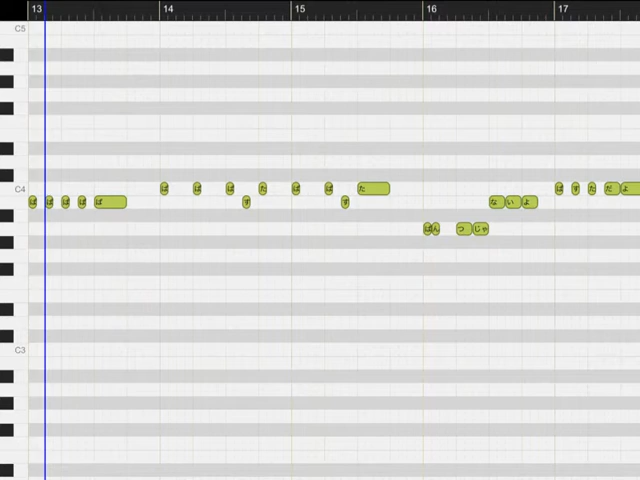 13 14 15 16 17
C5
C4
ぱ ぱ ぱ た ぱ ぱ た ぱ す た だ よ
ぱ ぱ ぱ ぱ ぱ す す な い よ
ぱ ん つ じゃ
C3